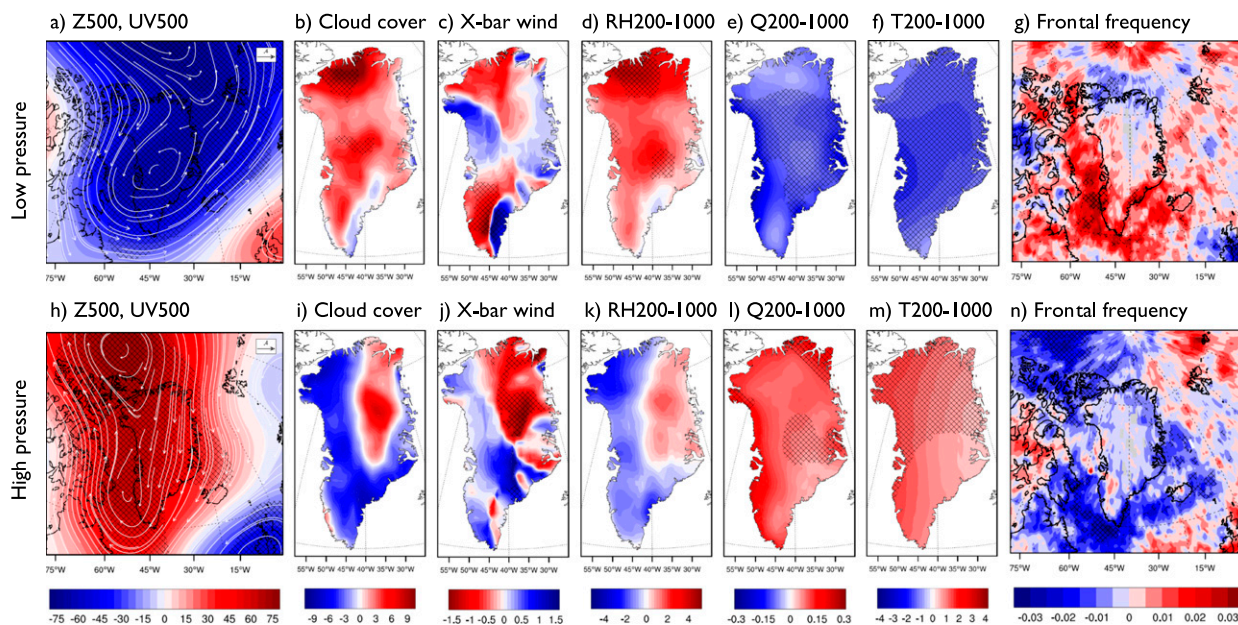 a) Z500, UV500 b) Cloud cover c) X-bar wind d) RH200-1000 e) Q200-1000 f) T200-1000 g) Frontal frequency
Low pressure
75°W 60°W 45°W 30°W 15°W 55°W 50°W 45°W 40°W 35°W 30°W 55°W 50°W 45°W 40°W 35°W 30°W 55°W 50°W 45°W 40°W 35°W 30°W 55°W 50°W 45°W 40°W 35°W 30°W 55°W 50°W 45°W 40°W 35°W 30°W 75°W 60°W 45°W 30°W 15°W
h) Z500, UV500 i) Cloud cover j) X-bar wind k) RH200-1000 l) Q200-1000 m) T200-1000 n) Frontal frequency
High pressure
75°W 60°W 45°W 30°W 15°W 55°W 50°W 45°W 40°W 35°W 30°W 55°W 50°W 45°W 40°W 35°W 30°W 55°W 50°W 45°W 40°W 35°W 30°W 55°W 50°W 45°W 40°W 35°W 30°W 55°W 50°W 45°W 40°W 35°W 30°W 75°W 60°W 45°W 30°W 15°W
-75 -60 -45 -30 -15 0 15 30 45 60 75 -9 -6 -3 0 3 6 9 -1.5 -1 -0.5 0 0.5 1 1.5 -4 -2 0 2 4 -0.3 -0.15 0 0.15 0.3 -4 -3 -2 -1 0 1 2 3 4 -0.03 -0.02 -0.01 0 0.01 0.02 0.03